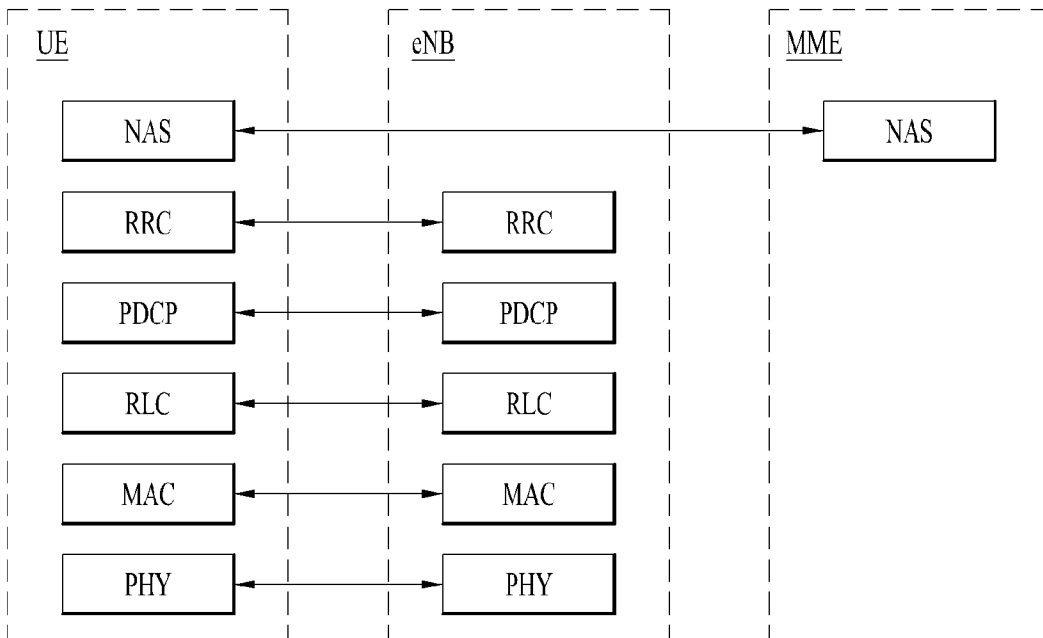 UE eNB MME
NAS NAS
RRC RRC
PDCP PDCP
RLC RLC
MAC MAC
PHY PHY